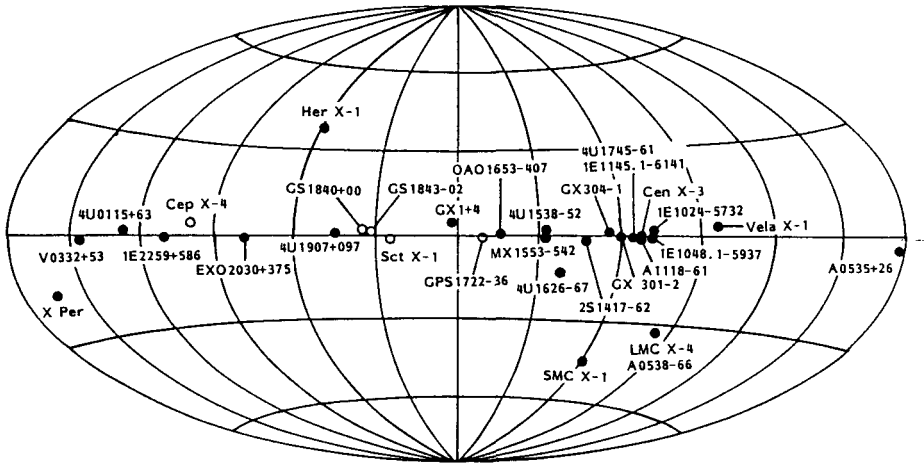 Her X-1
4U1745-61
1E1145.1-6141
OAO1653-407
GS1840+00
GS1843-02
GX304-1
Cen X-3
Cep X-4
4U0115+63
GX1+4
4U1538-52
1E1024-5732
Vela X-1
V0332+53
1E2259+586
EXO2030+375
4U1907+097
Sct X-1
MX1553-542
1E1048.1-5937
A1118-61
GPS1722-36
4U1626-67
GX 301-2
A0535+26
X Per
2S1417-62
LMC X-4
A0538-66
SMC X-1